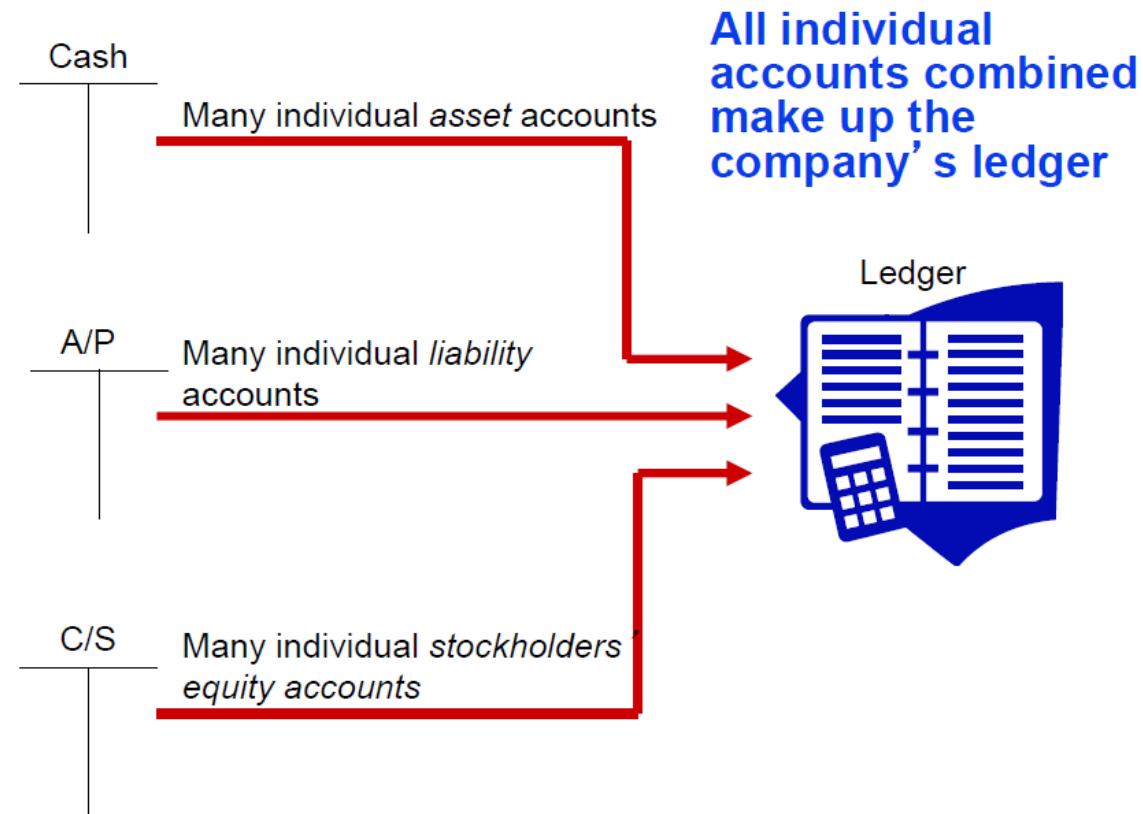 All individual
accounts combined
make up the
company’s ledger
Cash
Many individual asset accounts
Ledger
A/P
Many individual liability
accounts
C/S
Many individual stockholders’
equity accounts